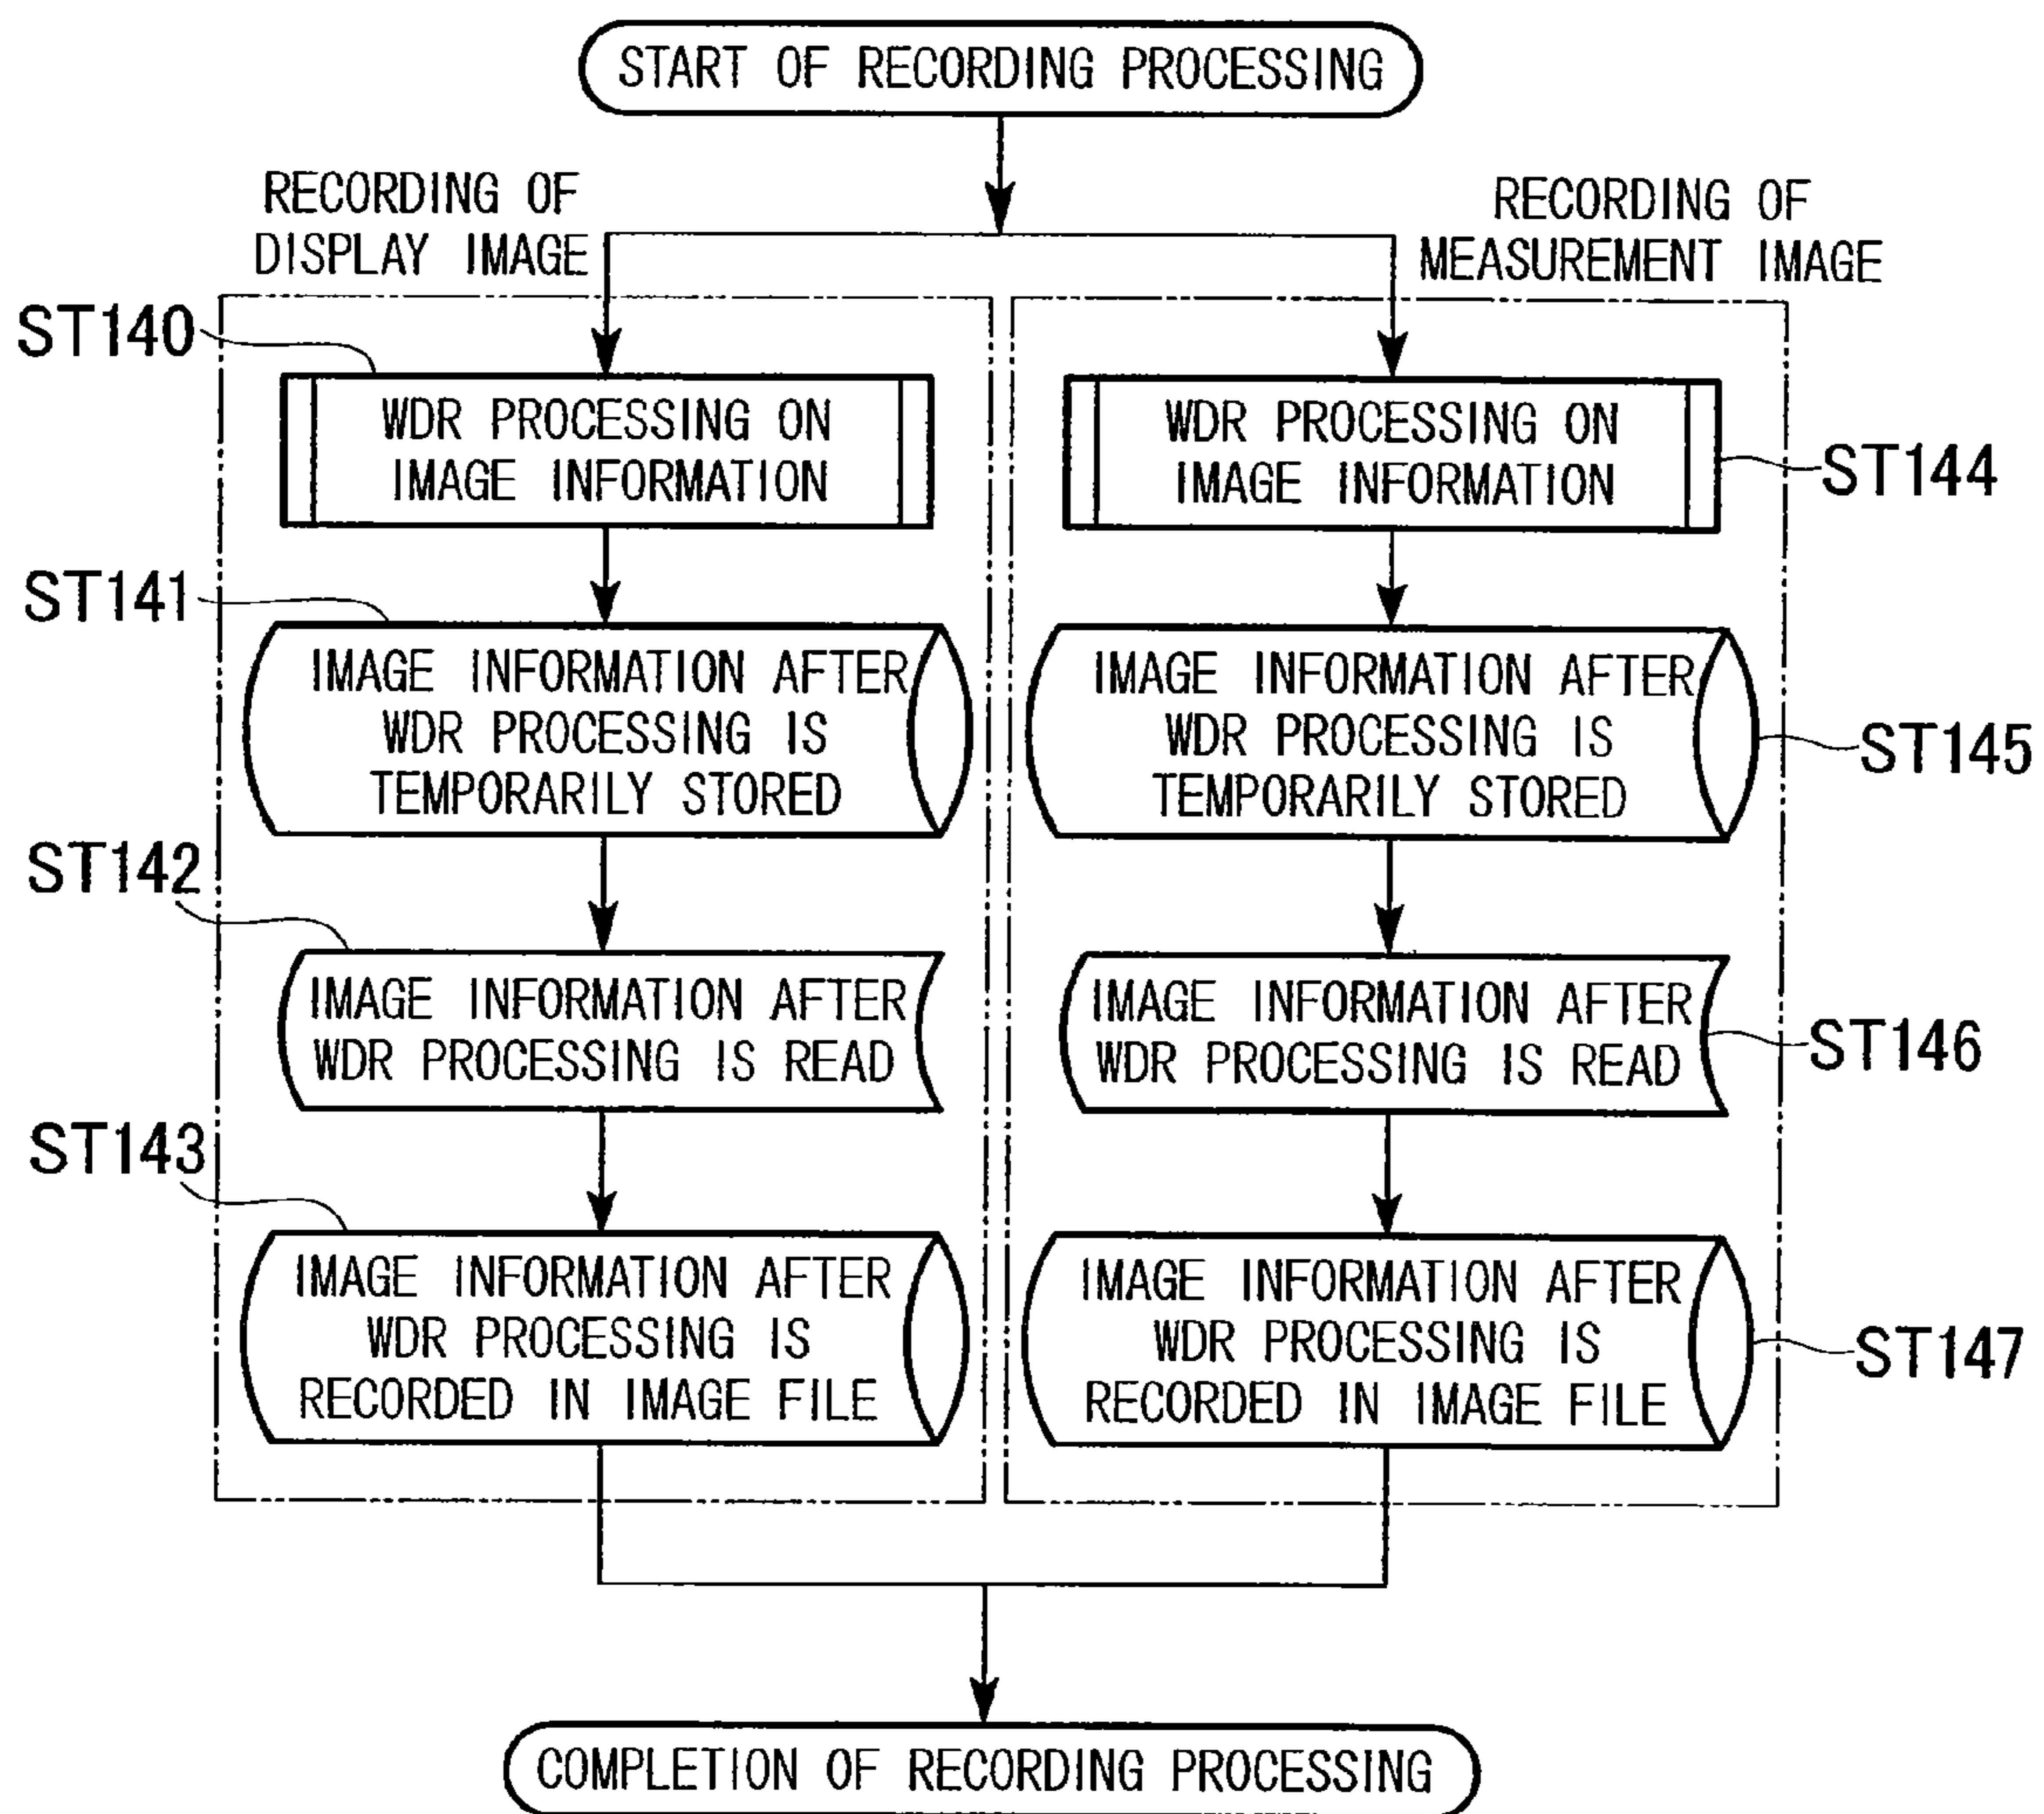 START OF RECORDING PROCESSING
RECORDING OF
DISPLAY IMAGE
RECORDING OF
MEASUREMENT IMAGE
ST140
WDR PROCESSING ON
IMAGE INFORMATION
ST141
IMAGE INFORMATION AFTER
WDR PROCESSING IS
TEMPORARILY STORED
ST142
IMAGE INFORMATION AFTER
WDR PROCESSING IS READ
ST143
IMAGE INFORMATION AFTER
WDR PROCESSING IS
RECORDED IN IMAGE FILE
WDR PROCESSING ON
IMAGE INFORMATION
ST144
IMAGE INFORMATION AFTER
WDR PROCESSING IS
TEMPORARILY STORED
ST145
IMAGE INFORMATION AFTER
WDR PROCESSING IS READ
ST146
IMAGE INFORMATION AFTER
WDR PROCESSING IS
RECORDED IN IMAGE FILE
ST147
COMPLETION OF RECORDING PROCESSING